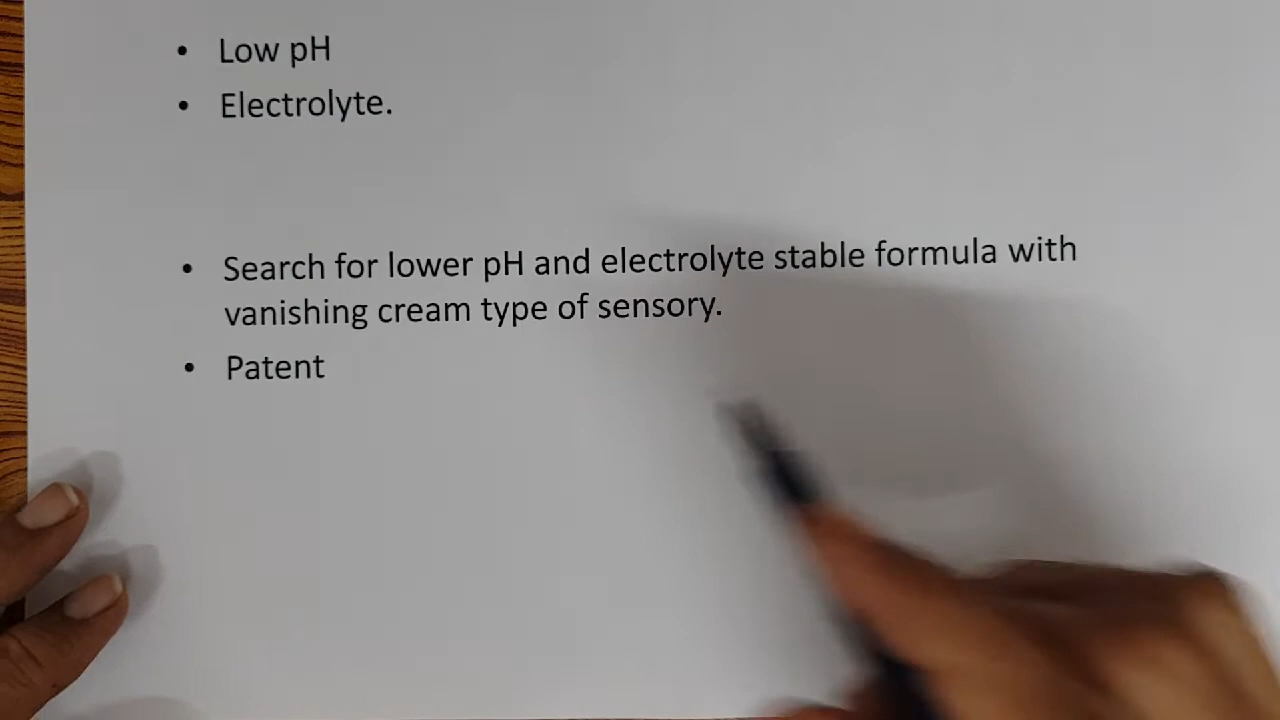 • Low pH
• Electrolyte.
• Search for lower pH and electrolyte stable formula with
vanishing cream type of sensory.
• Patent